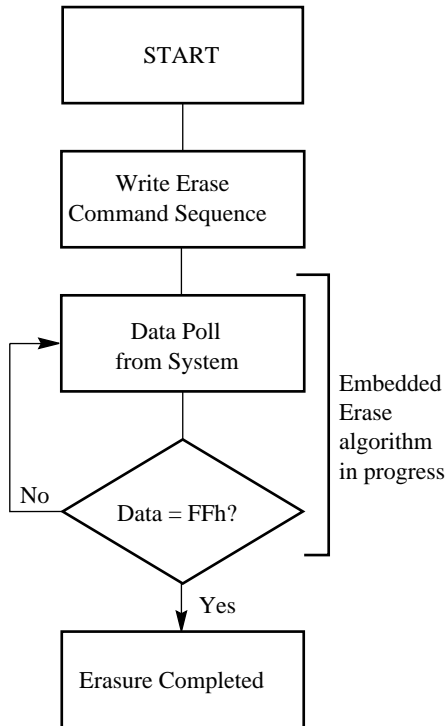 START
Write Erase
Command Sequence
Data Poll
from System
Embedded
Erase
algorithm
in progress
No
Data = FFh?
Yes
Erasure Completed